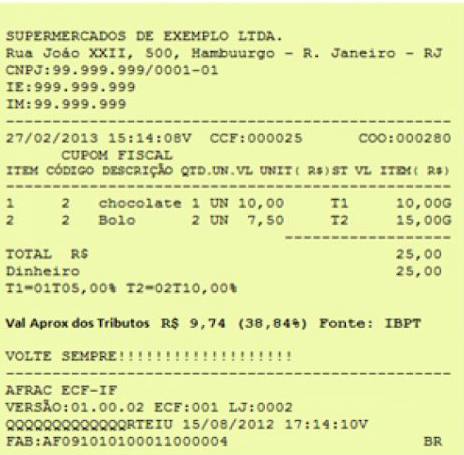 SUPERMERCADOS DE EXEMPLO LTDA.
Rua João XXII, 500, Hambuurgo - R. Janeiro - RJ
CNPJ:99.999.999/0001-01
IE:999.999.999
IM:99.999.999
27/02/2013 15:14:08V CCF:000025 COO:000280
CUPOM FISCAL
ITEM CÓDIGO DESCRIÇÃO QTD.UN.VL UNIT( R$)ST VL ITEM( R$)
1 2 chocolate 1 UN 10,00 T1 10,00G
2 2 Bolo 2 UN 7,50 T2 15,00G
TOTAL R$ 25,00
Dinheiro 25,00
T1=01T05,00% T2=02T10,00%
Val Aprox dos Tributos R$ 9,74 (38,84%) Fonte: IBPT
VOLTE SEMPRE!!!!!!!!!!!!!!!!!!!
AFRAC ECF-IF
VERSÃO:01.00.02 ECF:001 LJ:0002
QQQQQQQQQQQQQRTEIU 15/08/2012 17:14:10V
FAB:AF091010100011000004 BR